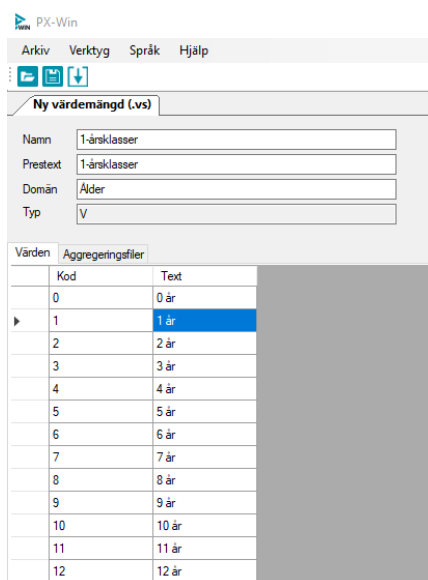 PX-Win
Arkiv Verktyg Språk Hjälp
Ny värdemängd (.vs)
Namn 1-årsklasser
Prestext 1-årsklasser
Domän Ålder
Typ V
Värden Aggregeringsfiler
Kod Text
0 0 år
1 1 år
2 2 år
3 3 år
4 4 år
5 5 år
6 6 år
7 7 år
8 8 år
9 9 år
10 10 år
11 11 år
12 12 år